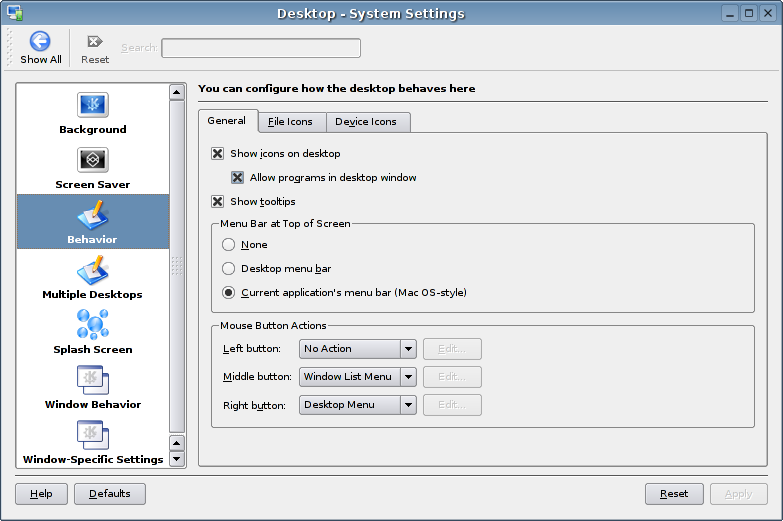 Desktop - System Settings
Show All
Reset
Search:
Background
Screen Saver
Behavior
Multiple Desktops
Splash Screen
Window Behavior
Window-Specific Settings
You can configure how the desktop behaves here
General File Icons Device Icons
Show icons on desktop
Allow programs in desktop window
Show tooltips
Menu Bar at Top of Screen
None
Desktop menu bar
Current application's menu bar (Mac OS-style)
Mouse Button Actions
Left button: No Action Edit...
Middle button: Window List Menu Edit...
Right button: Desktop Menu Edit...
Help Defaults Reset Apply